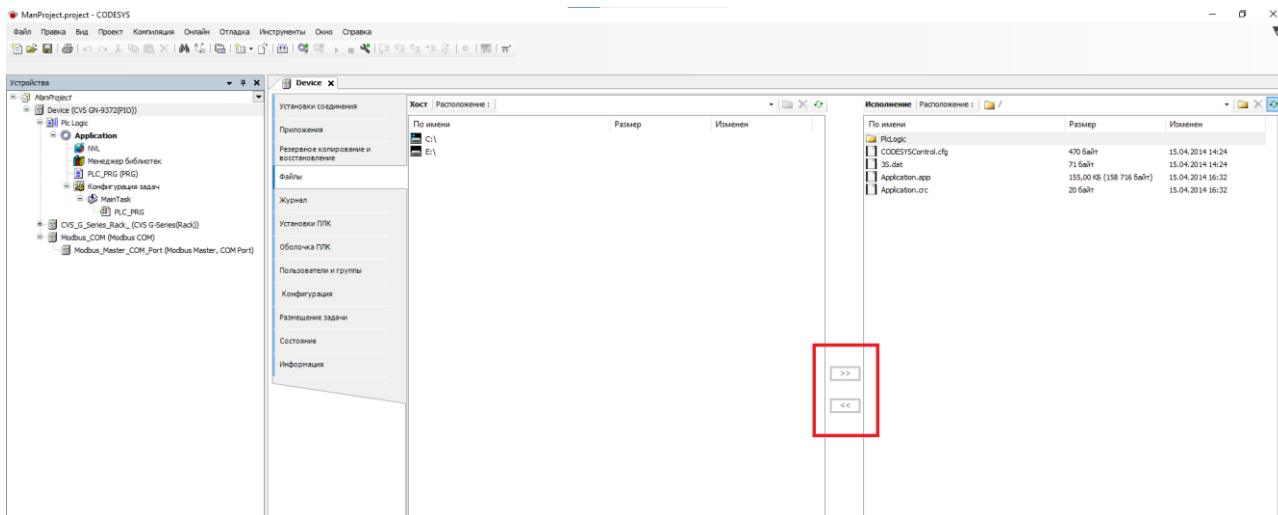 ManProject.project - CODESYS
Файл Правка Вид Проект Компиляция Онлайн Отладка Инструменты Окно Справка
Устройства
ManProject
Device (CVS GN-9372(PIO))
Plc Logic
Application
NVL
Менеджер библиотек
PLC_PRG (PRG)
Конфигурация задач
MainTask
PLC_PRG
CVS_G_Series_Rack_ (CVS G-Series(Rack))
Modbus_COM (Modbus COM)
Modbus_Master_COM_Port (Modbus Master, COM Port)
Device
Установки соединения
Приложения
Резервное копирование и
восстановление
Файлы
Журнал
Установки ПЛК
Оболочка ПЛК
Пользователи и группы
Конфигурация
Размещение задачи
Состояние
Информация
Хост Расположение :
По имени Размер Изменен
C:\
E:\
>>
<<
Исполнение Расположение : /
По имени Размер Изменен
PlcLogic
CODESYSControl.cfg 470 байт 15.04.2014 14:24
3S.dat 71 байт 15.04.2014 14:24
Application.app 155,00 КБ (158 716 байт) 15.04.2014 16:32
Application.crc 20 байт 15.04.2014 16:32